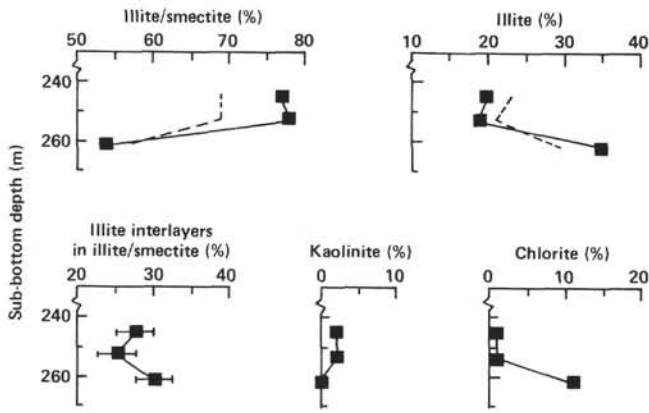 Illite/smectite (%)
50 60 70 80
Illite (%)
10 20 30 40
240
260
Sub-bottom depth (m)
Illite interlayers
in illite/smectite (%)
20 30 40
Kaolinite (%)
0 10
Chlorite (%)
0 10
240
260